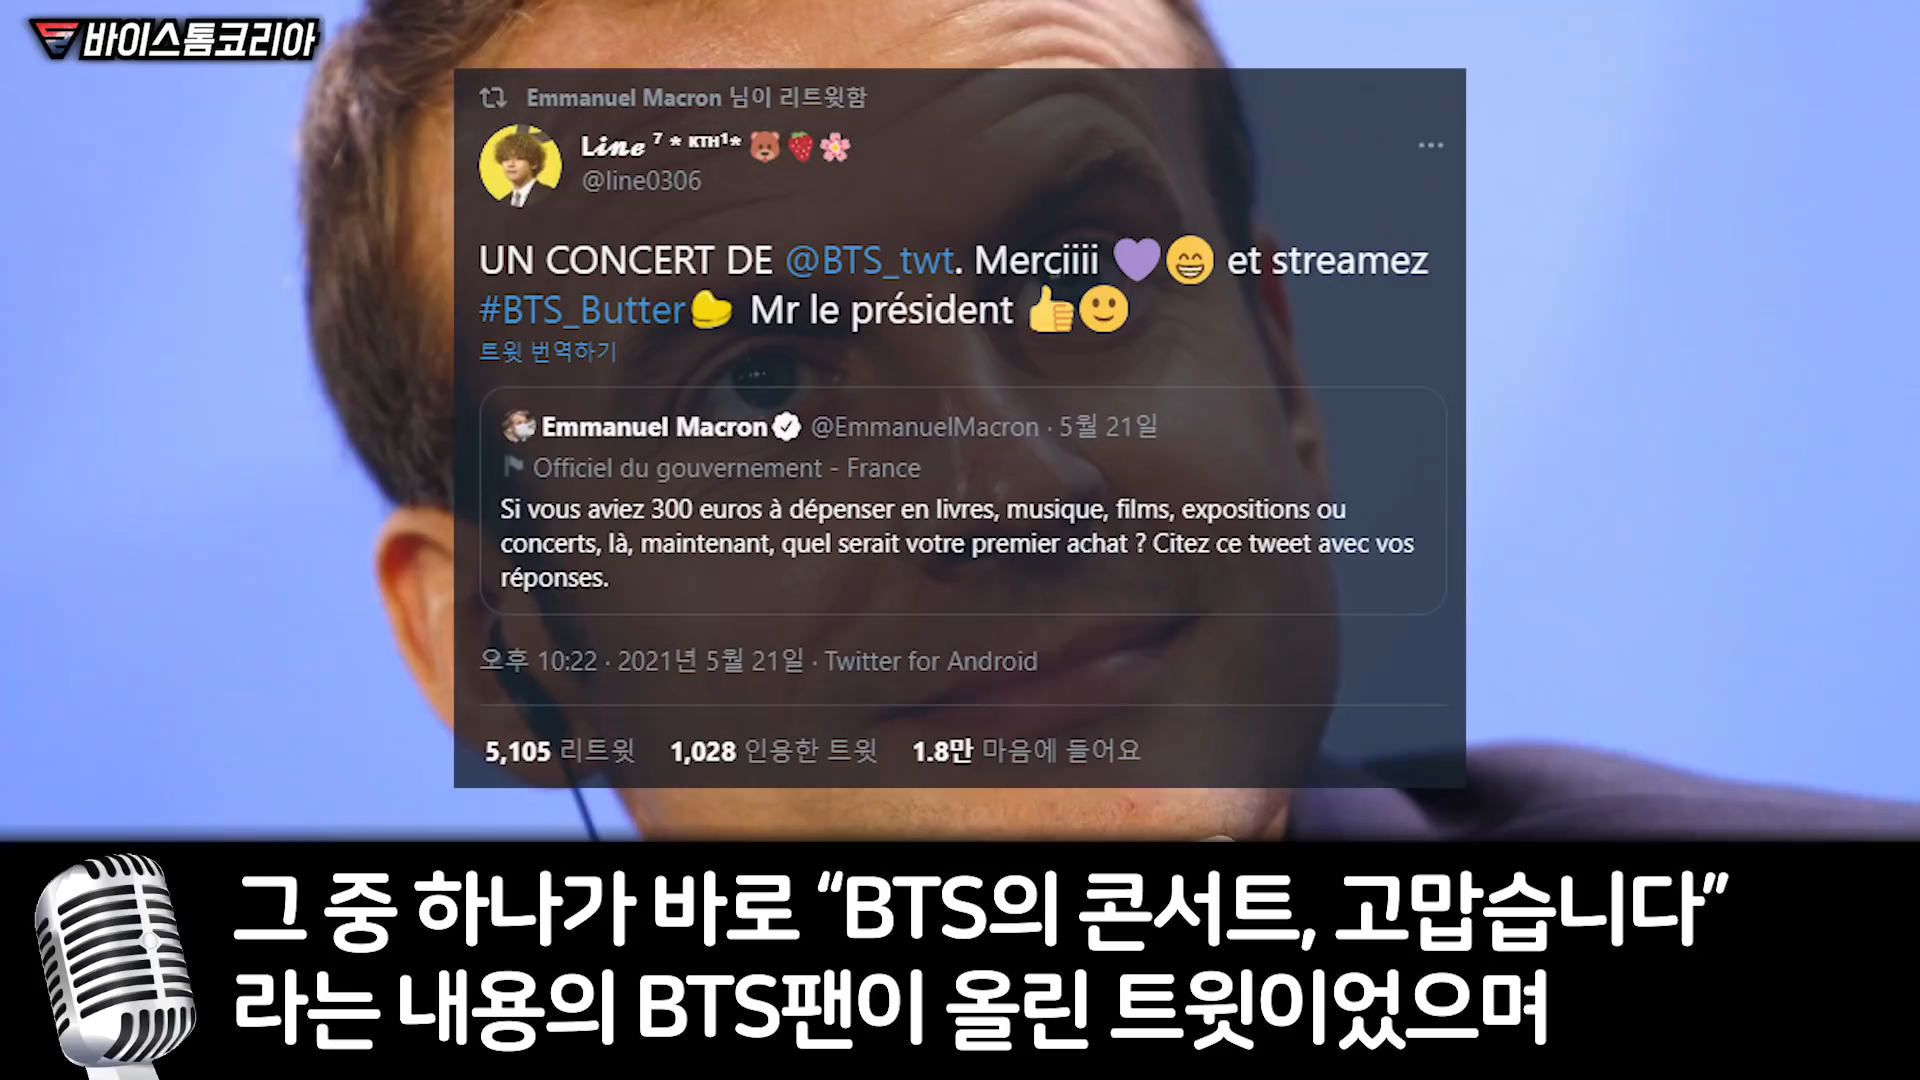 바이스톰코리아
Emmanuel Macron 님이 리트윗함
L𝓲𝓷𝓮 ⁷ * ᴷᵀᴴ¹* 🐻🍓🌸
@line0306
UN CONCERT DE @BTS_twt. Merciiii 💜😁 et streamez
#BTS_Butter🧈 Mr le président 👍🙂
트윗 번역하기
Emmanuel Macron @EmmanuelMacron · 5월 21일
Officiel du gouvernement - France
Si vous aviez 300 euros à dépenser en livres, musique, films, expositions ou
concerts, là, maintenant, quel serait votre premier achat ? Citez ce tweet avec vos
réponses.
오후 10:22 · 2021년 5월 21일 · Twitter for Android
5,105 리트윗 1,028 인용한 트윗 1.8만 마음에 들어요
그 중 하나가 바로 “BTS의 콘서트, 고맙습니다”
라는 내용의 BTS팬이 올린 트윗이었으며